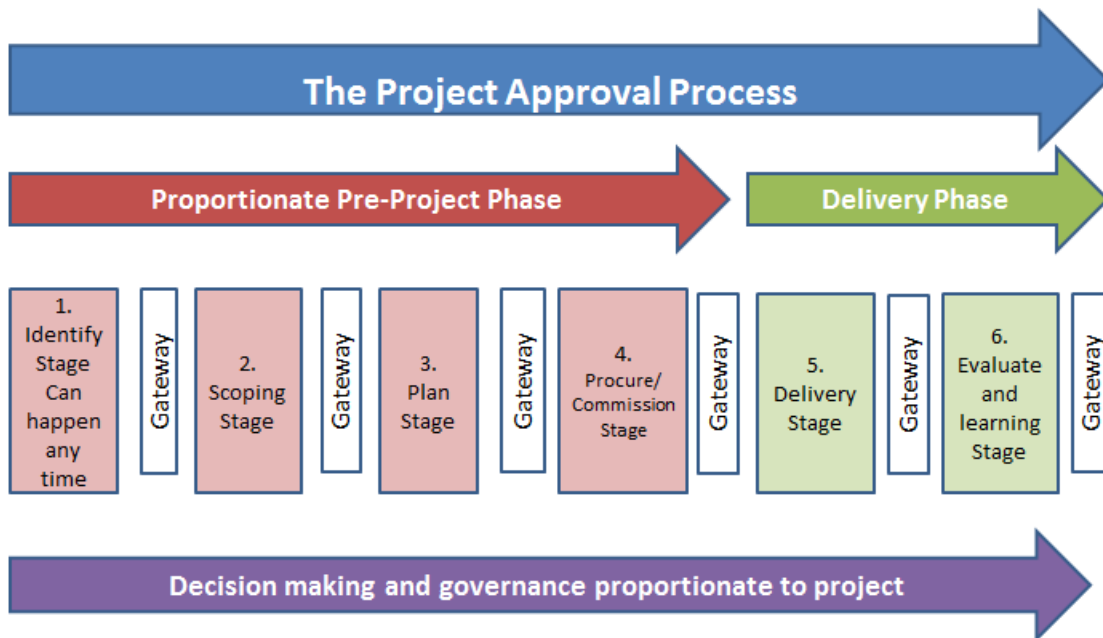 The Project Approval Process
Proportionate Pre-Project Phase
Delivery Phase
1.
Identify
Stage
Can
happen
any
time
Gateway
2.
Scoping
Stage
Gateway
3.
Plan
Stage
Gateway
4.
Procure/
Commission
Stage
Gateway
5.
Delivery
Stage
Gateway
6.
Evaluate
and
learning
Stage
Gateway
Decision making and governance proportionate to project